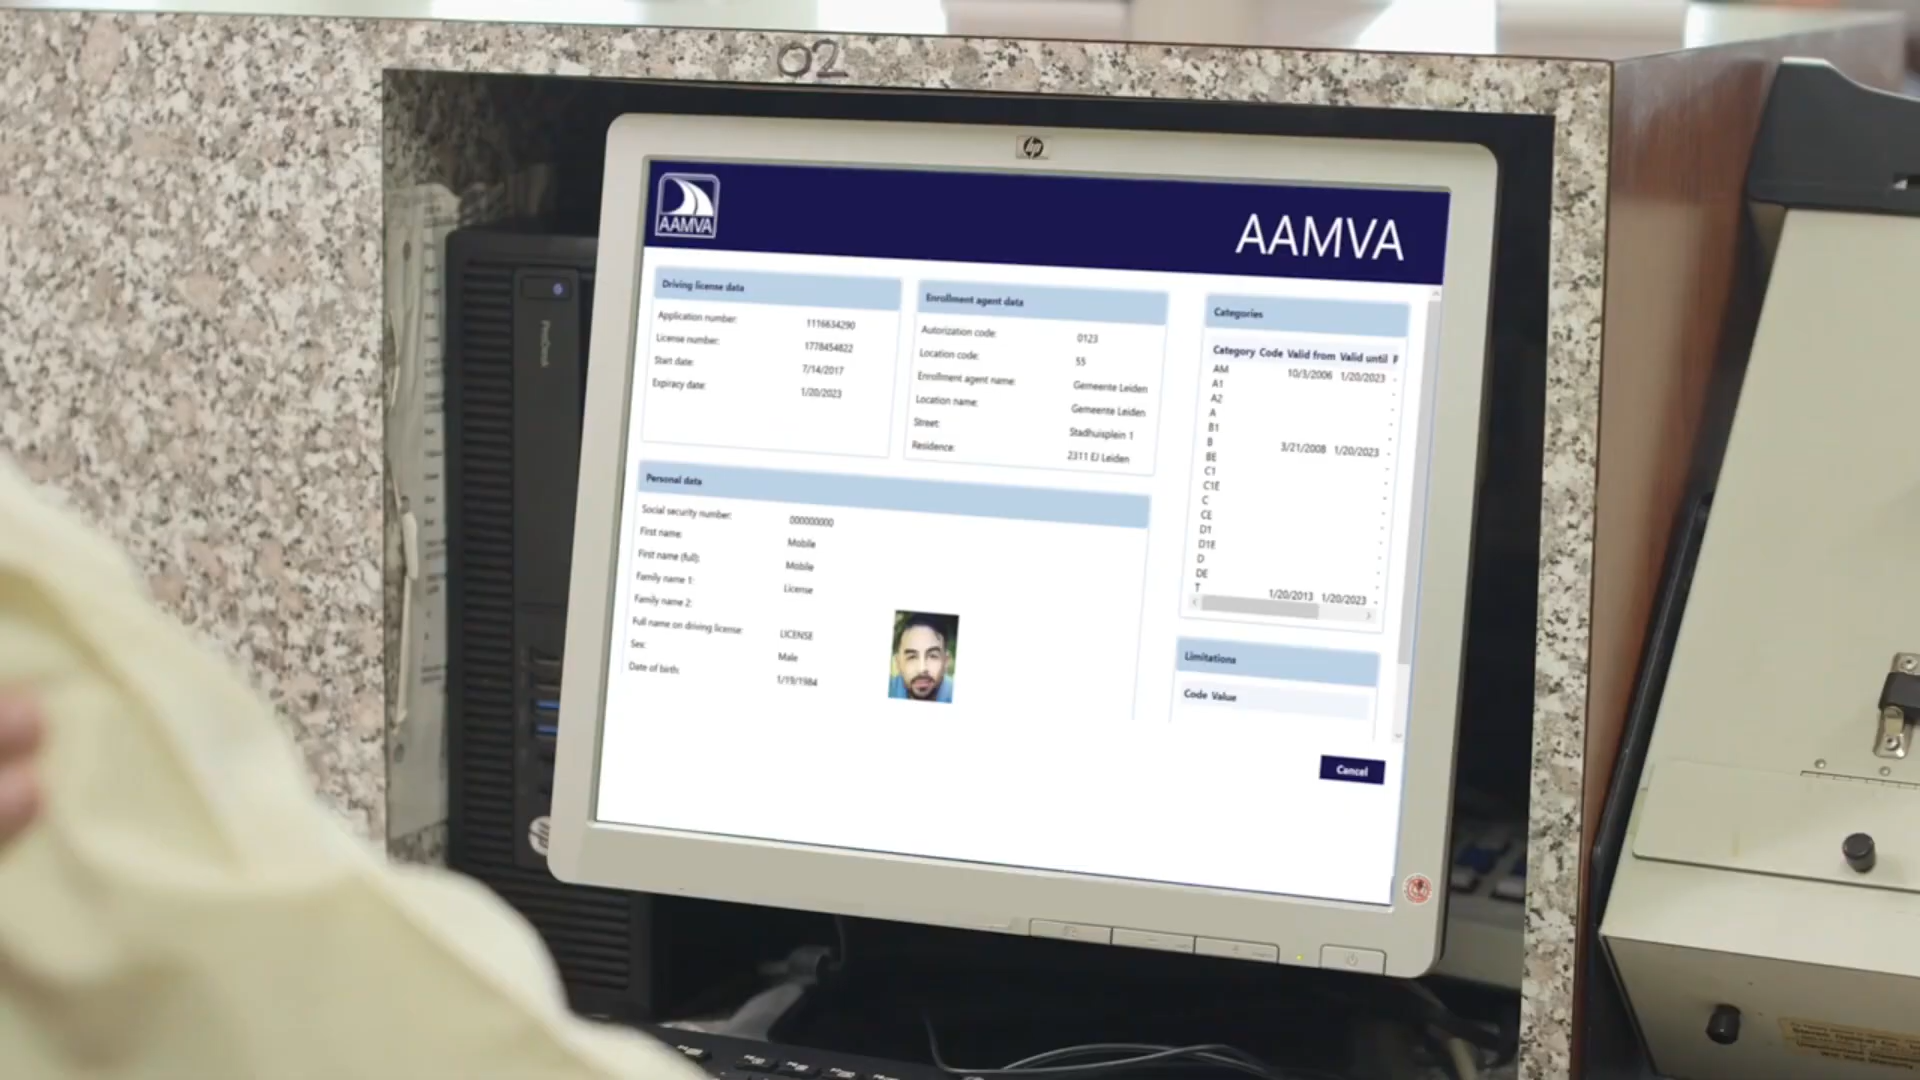 02
hp
AAMVA
AAMVA
Driving license data
Application number: 1116634290
License number: 1778454822
Start date: 7/14/2017
Expiracy date: 1/20/2023
Enrollment agent data
Autorization code: 0123
Location code: 55
Enrollment agent name: Gemeente Leiden
Location name: Gemeente Leiden
Street: Stadhuisplein 1
Residence: 2311 EJ Leiden
Categories
Category Code Valid from Valid until
AM 10/3/2006 1/20/2023 -
A1 -
A2 -
A -
B1 -
B 3/21/2008 1/20/2023 -
BE -
C1 -
C1E -
C -
CE -
D1 -
D1E -
D -
DE -
T 1/20/2013 1/20/2023 -
Personal data
Social security number: 000000000
First name: Mobile
First name (full): Mobile
Family name 1: License
Family name 2:
Full name on driving license: LICENSE
Sex: Male
Date of birth: 1/19/1984
Limitations
Code Value
Cancel
ProDesk